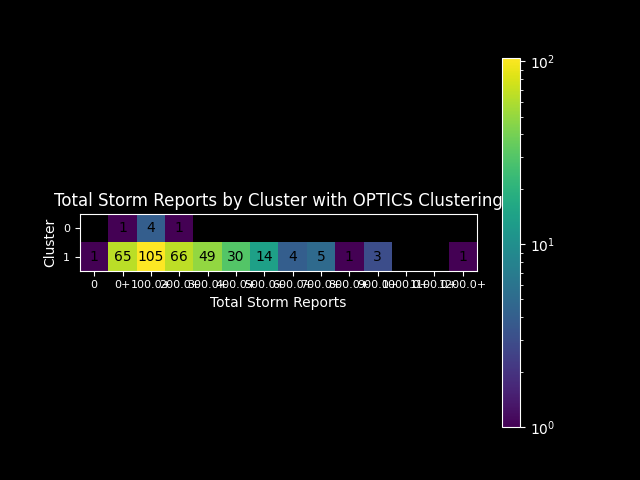 Total Storm Reports by Cluster with OPTICS Clustering
Cluster
0 1 4 1
1 1 65 105 66 49 30 14 4 5 1 3 1
0 0+
Total Storm Reports
10²
10¹
10⁰